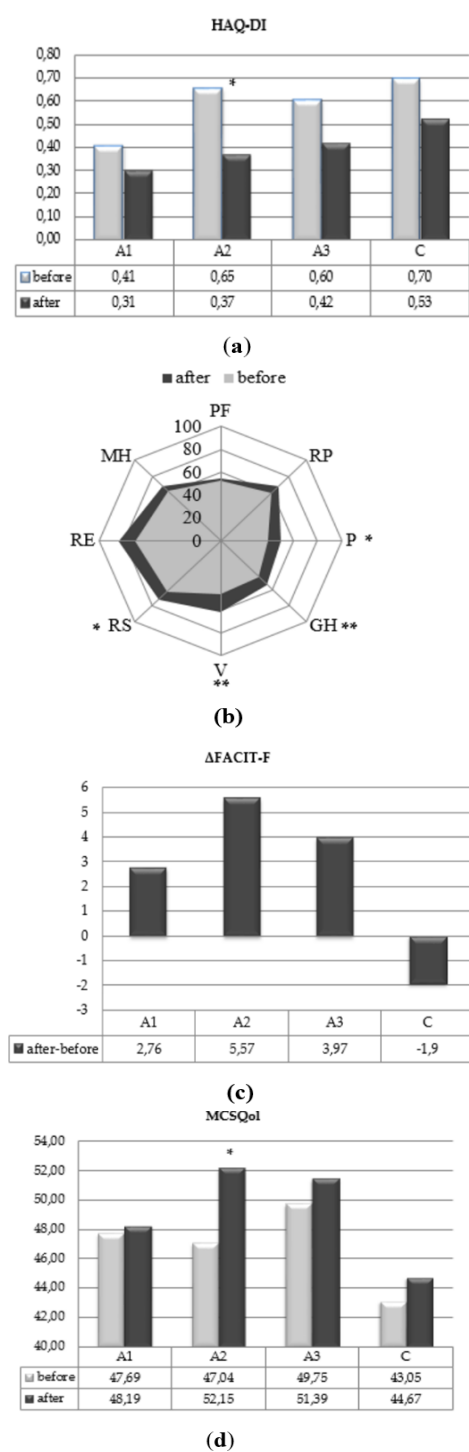 HAQ-DI
0,80
0,70
0,60
0,50
0,40
0,30
0,20
0,10
0,00
A1 A2 A3 C
*
before 0,41 0,65 0,60 0,70
after 0,31 0,37 0,42 0,53
(a)
after before
PF
100
MH 80 RP
60
40
20
RE 0 P *
* RS GH **
V
**
(b)
ΔFACIT-F
6
5
4
3
2
1
0
-1
-2
-3
A1 A2 A3 C
after-before 2,76 5,57 3,97 -1,9
(c)
MCSQol
54,00
*
52,00
50,00
48,00
46,00
44,00
42,00
40,00
A1 A2 A3 C
before 47,69 47,04 49,75 43,05
after 48,19 52,15 51,39 44,67
(d)